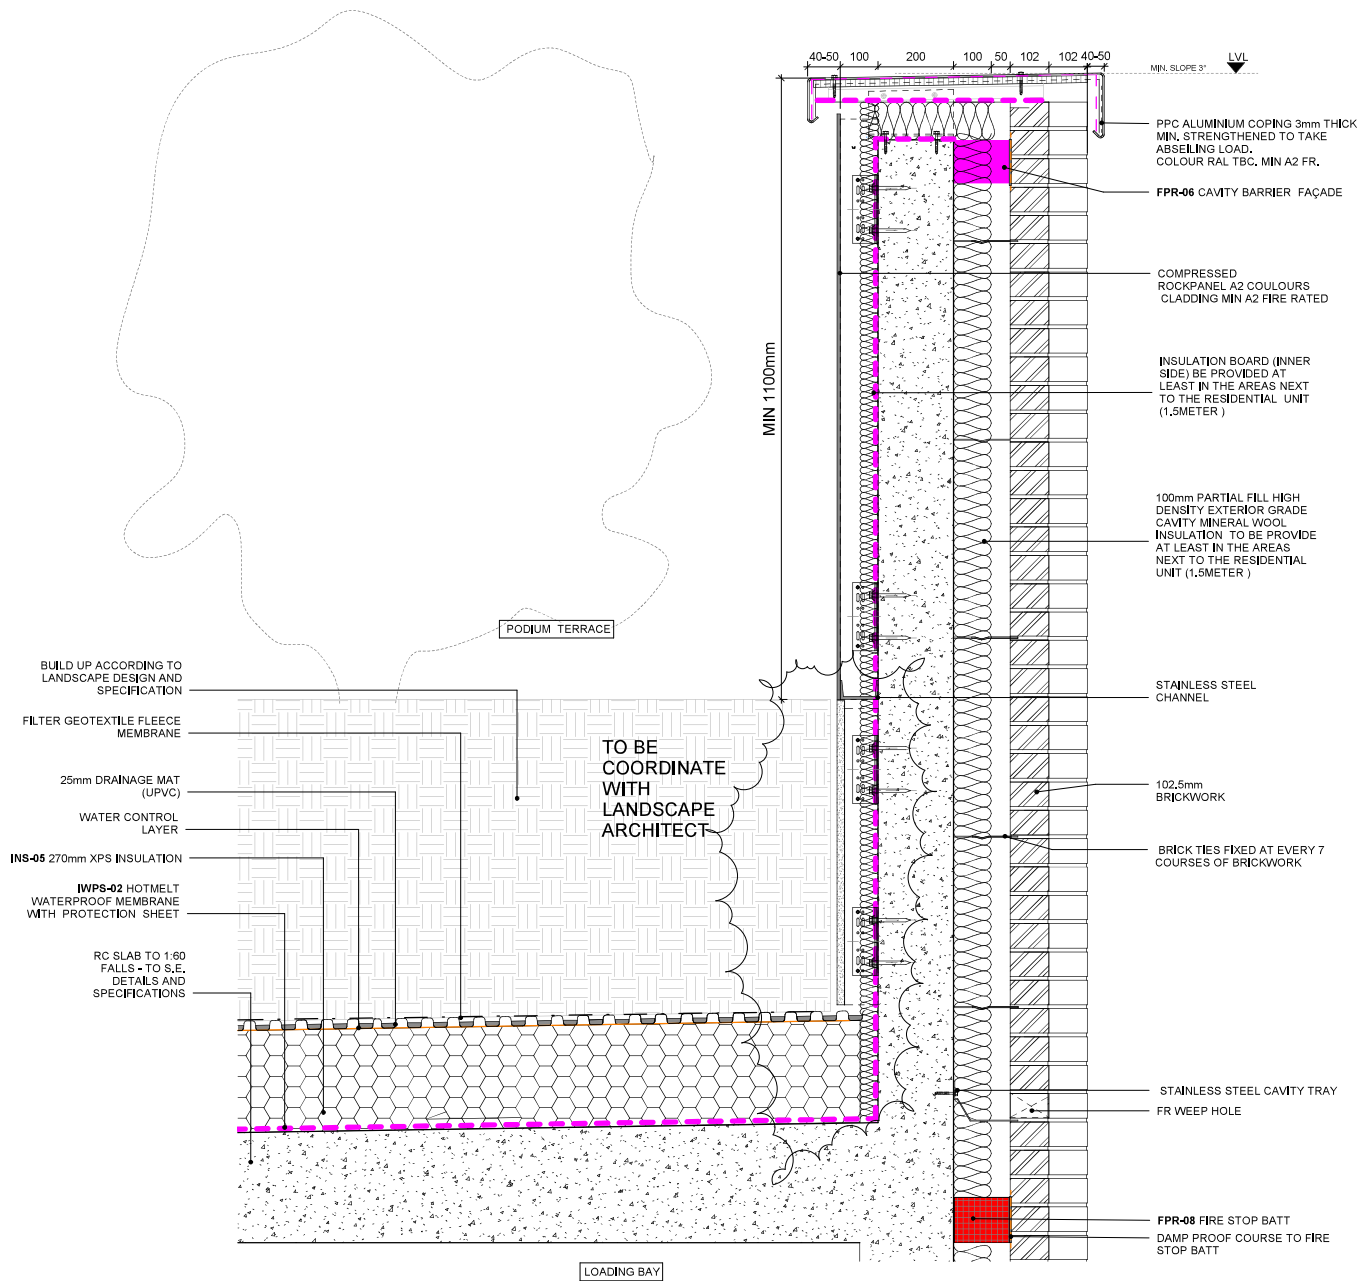 40-50 100 200 100 50 102 102 40-50
MIN. SLOPE 3°
LVL
PPC ALUMINIUM COPING 3mm THICK
MIN. STRENGTHENED TO TAKE
ABSEILING LOAD.
COLOUR RAL TBC. MIN A2 FR.
FPR-06 CAVITY BARRIER FAÇADE
COMPRESSED
ROCKPANEL A2 COULOURS
CLADDING MIN A2 FIRE RATED
MIN 1100mm
INSULATION BOARD (INNER
SIDE) BE PROVIDED AT
LEAST IN THE AREAS NEXT
TO THE RESIDENTIAL UNIT
(1.5METER )
100mm PARTIAL FILL HIGH
DENSITY EXTERIOR GRADE
CAVITY MINERAL WOOL
INSULATION TO BE PROVIDE
AT LEAST IN THE AREAS
NEXT TO THE RESIDENTIAL
UNIT (1.5METER )
PODIUM TERRACE
BUILD UP ACCORDING TO
LANDSCAPE DESIGN AND
SPECIFICATION
FILTER GEOTEXTILE FLEECE
MEMBRANE
25mm DRAINAGE MAT
(UPVC)
WATER CONTROL
LAYER
INS-05 270mm XPS INSULATION
IWPS-02 HOTMELT
WATERPROOF MEMBRANE
WITH PROTECTION SHEET
RC SLAB TO 1:60
FALLS - TO S.E.
DETAILS AND
SPECIFICATIONS
TO BE
COORDINATE
WITH
LANDSCAPE
ARCHITECT
STAINLESS STEEL
CHANNEL
102.5mm
BRICKWORK
BRICK TIES FIXED AT EVERY 7
COURSES OF BRICKWORK
STAINLESS STEEL CAVITY TRAY
FR WEEP HOLE
FPR-08 FIRE STOP BATT
DAMP PROOF COURSE TO FIRE
STOP BATT
LOADING BAY